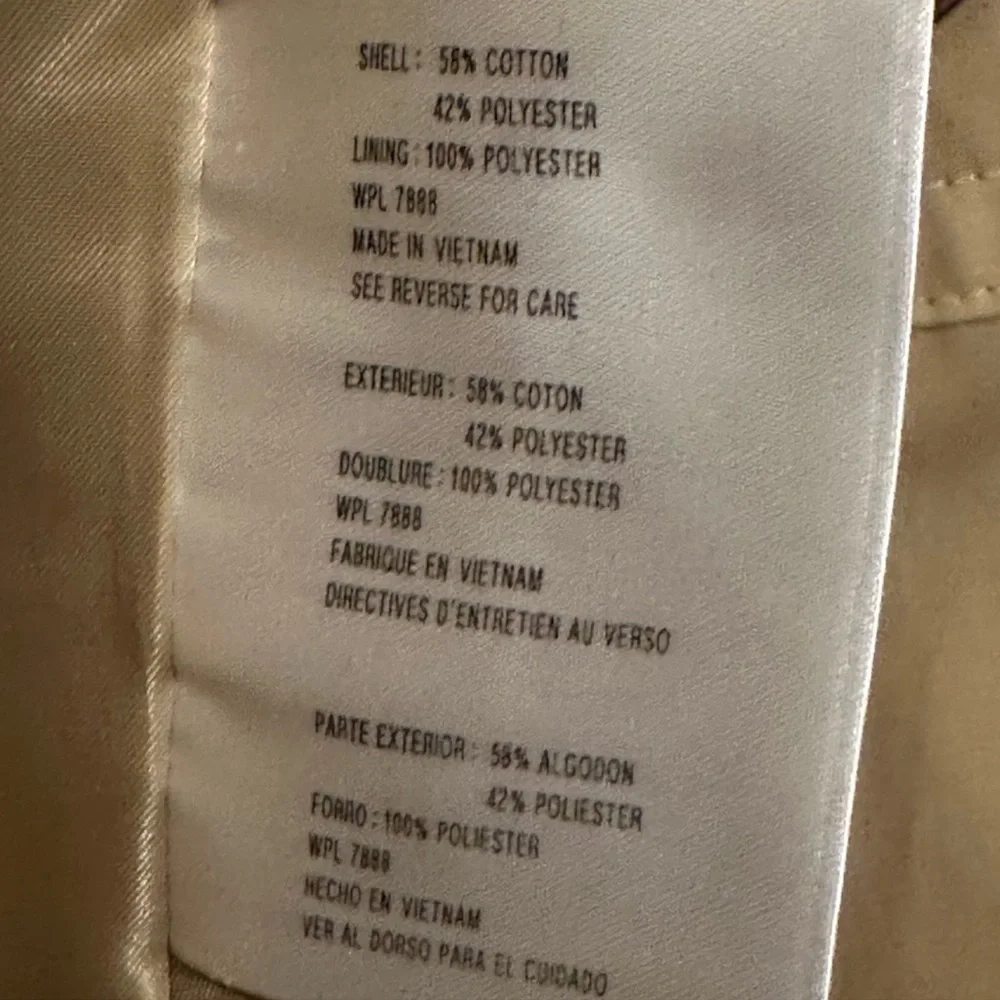 SHELL: 58% COTTON
42% POLYESTER
LINING: 100% POLYESTER
WPL 7888
MADE IN VIETNAM
SEE REVERSE FOR CARE
EXTERIEUR: 58% COTON
42% POLYESTER
DOUBLURE: 100% POLYESTER
WPL 7888
FABRIQUE EN VIETNAM
DIRECTIVES D'ENTRETIEN AU VERSO
PARTE EXTERIOR: 58% ALGODON
42% POLIESTER
FORRO: 100% POLIESTER
WPL 7888
HECHO EN VIETNAM
VER AL DORSO PARA EL CUIDADO